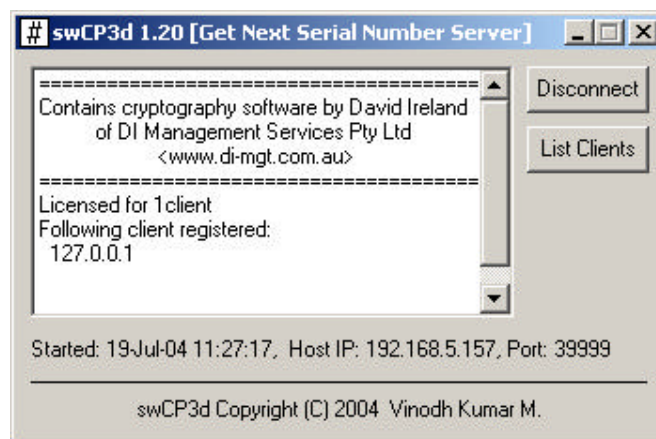 # swCP3d 1.20 [Get Next Serial Number Server]
========================================
Contains cryptography software by David Ireland
of DI Management Services Pty Ltd
<www.di-mgt.com.au>
========================================
Licensed for 1client
Following client registered:
127.0.0.1
Disconnect
List Clients
Started: 19-Jul-04 11:27:17, Host IP: 192.168.5.157, Port: 39999
swCP3d Copyright (C) 2004 Vinodh Kumar M.